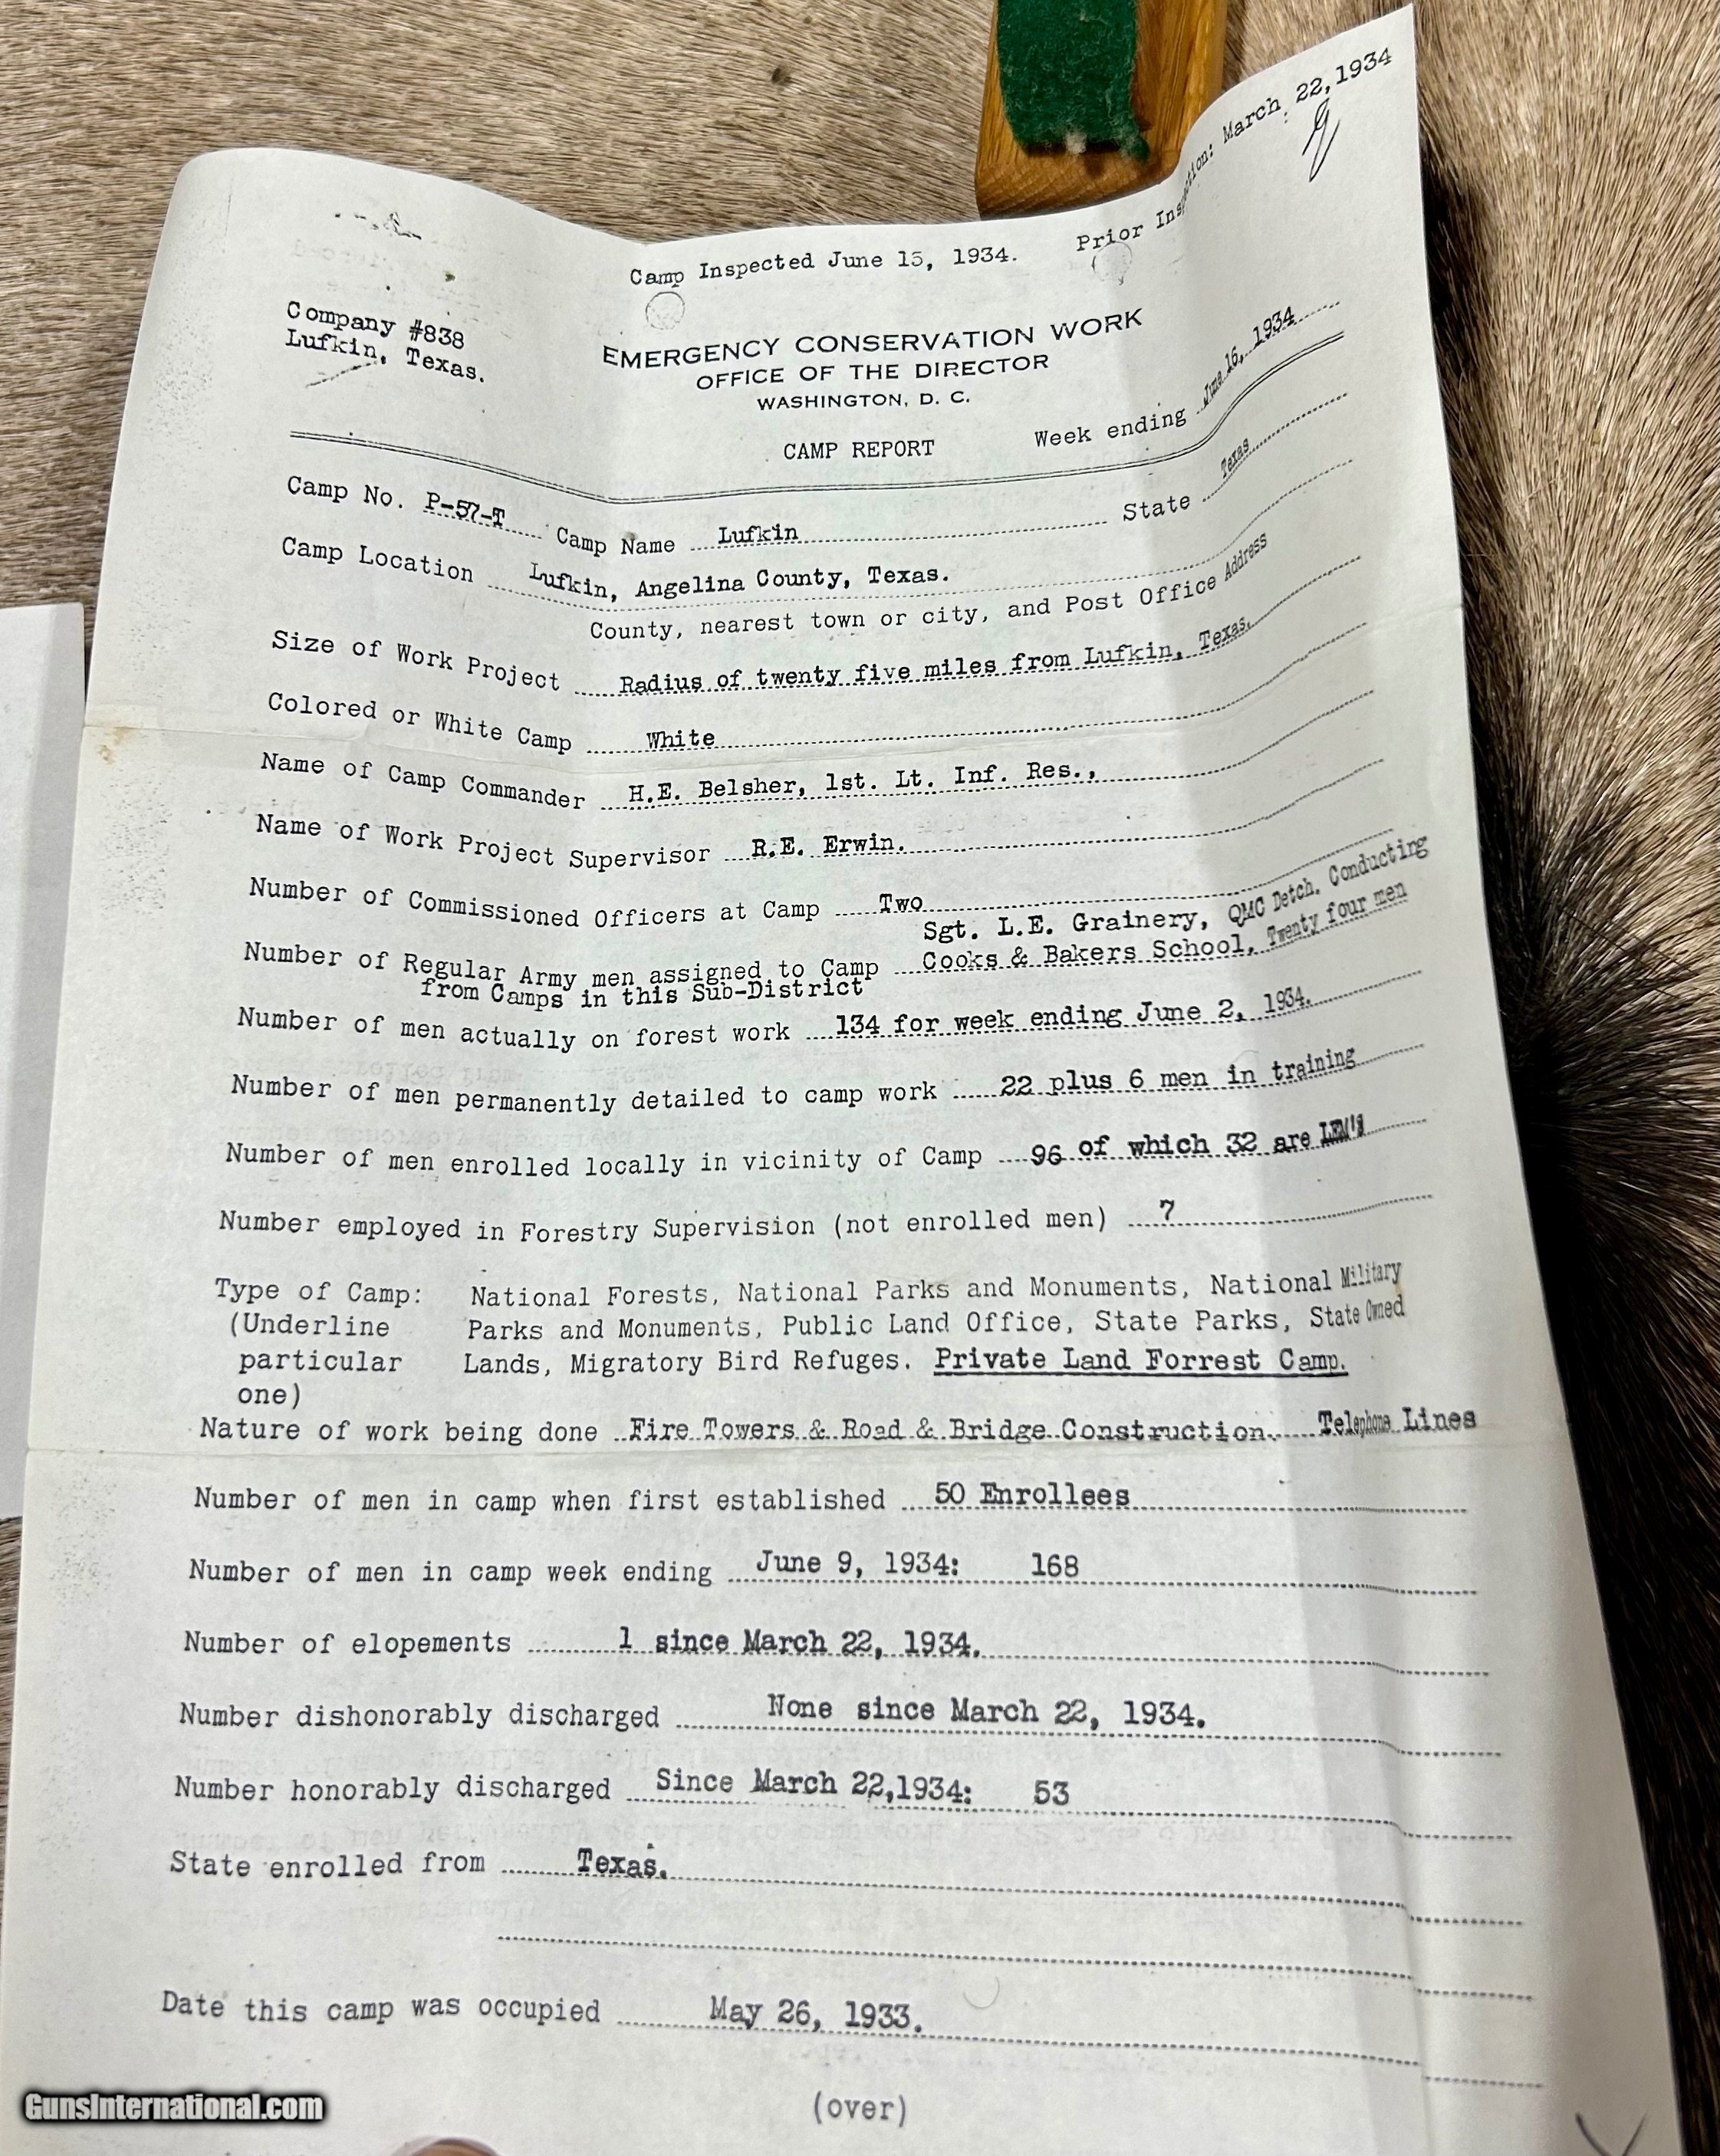 Camp Inspected June 15, 1934. Prior Inspection: March 22,1934
Company #838
Lufkin, Texas.
EMERGENCY CONSERVATION WORK
OFFICE OF THE DIRECTOR
WASHINGTON, D. C.
CAMP REPORT Week ending June 16, 1934
Camp No. P-57-T Camp Name Lufkin State Texas
Camp Location Lufkin, Angelina County, Texas.
County, nearest town or city, and Post Office Address
Size of Work Project Radius of twenty five miles from Lufkin, Texas.
Colored or White Camp White
Name of Camp Commander H.E. Belsher, 1st. Lt. Inf. Res.,
Name of Work Project Supervisor R.E. Erwin.
Number of Commissioned Officers at Camp Two
Sgt. L.E. Grainery, QMC Detch. Conducting
Number of Regular Army men assigned to Camp Cooks & Bakers School, Twenty four men
from Camps in this Sub-District
Number of men actually on forest work 134 for week ending June 2, 1934.
Number of men permanently detailed to camp work 22 plus 6 men in training
Number of men enrolled locally in vicinity of Camp 96 of which 32 are LEM's
Number employed in Forestry Supervision (not enrolled men) 7
Type of Camp: National Forests, National Parks and Monuments, National Military
(Underline Parks and Monuments, Public Land Office, State Parks, State Owned
particular Lands, Migratory Bird Refuges. Private Land Forrest Camp.
one)
Nature of work being done Fire Towers & Road & Bridge Construction. Telephone Lines
Number of men in camp when first established 50 Enrollees
Number of men in camp week ending June 9, 1934: 168
Number of elopements 1 since March 22, 1934.
Number dishonorably discharged None since March 22, 1934.
Number honorably discharged Since March 22,1934: 53
State enrolled from Texas.
Date this camp was occupied May 26, 1933.
(over)
GunsInternational.com